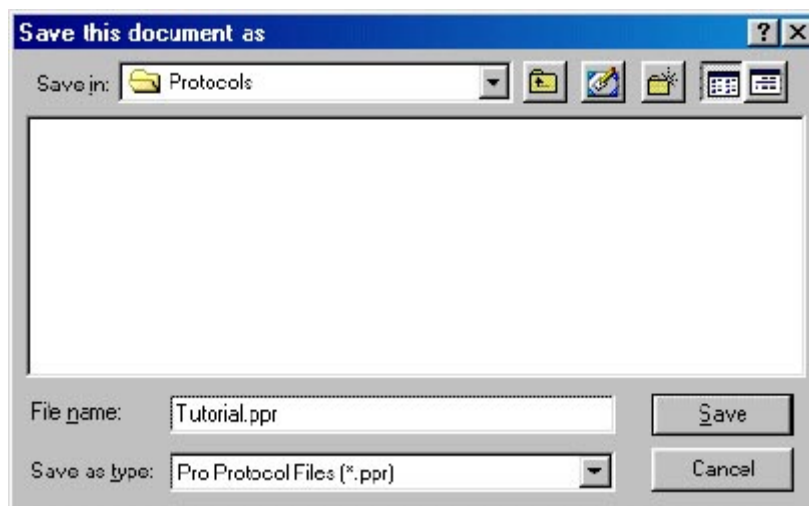 Save this document as
Save in: Protocols
File name: Tutorial.ppr Save
Save as type: Pro Protocol Files (*.ppr) Cancel